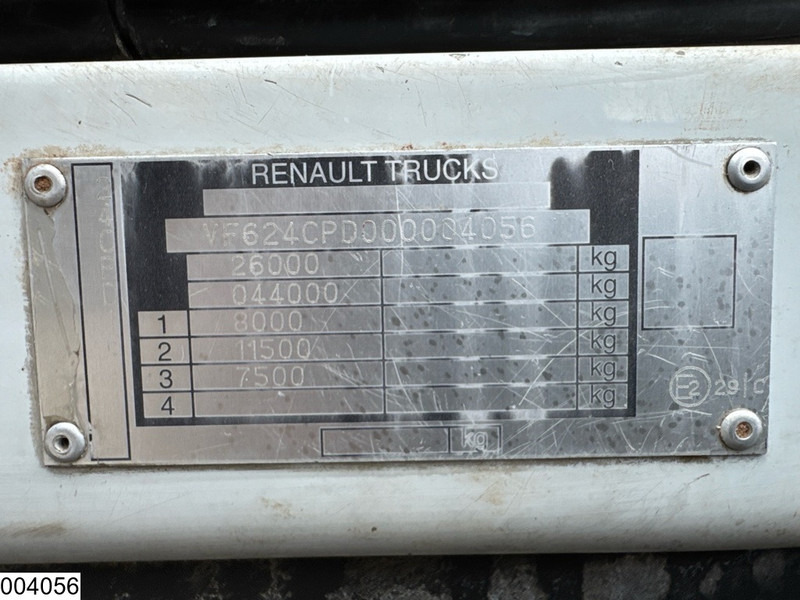 RENAULT TRUCKS
VF624CPD000004056
26000 kg
044000 kg
1 8000 kg
2 11500 kg
3 7500 kg
4 kg
kg
E2 29R
004056